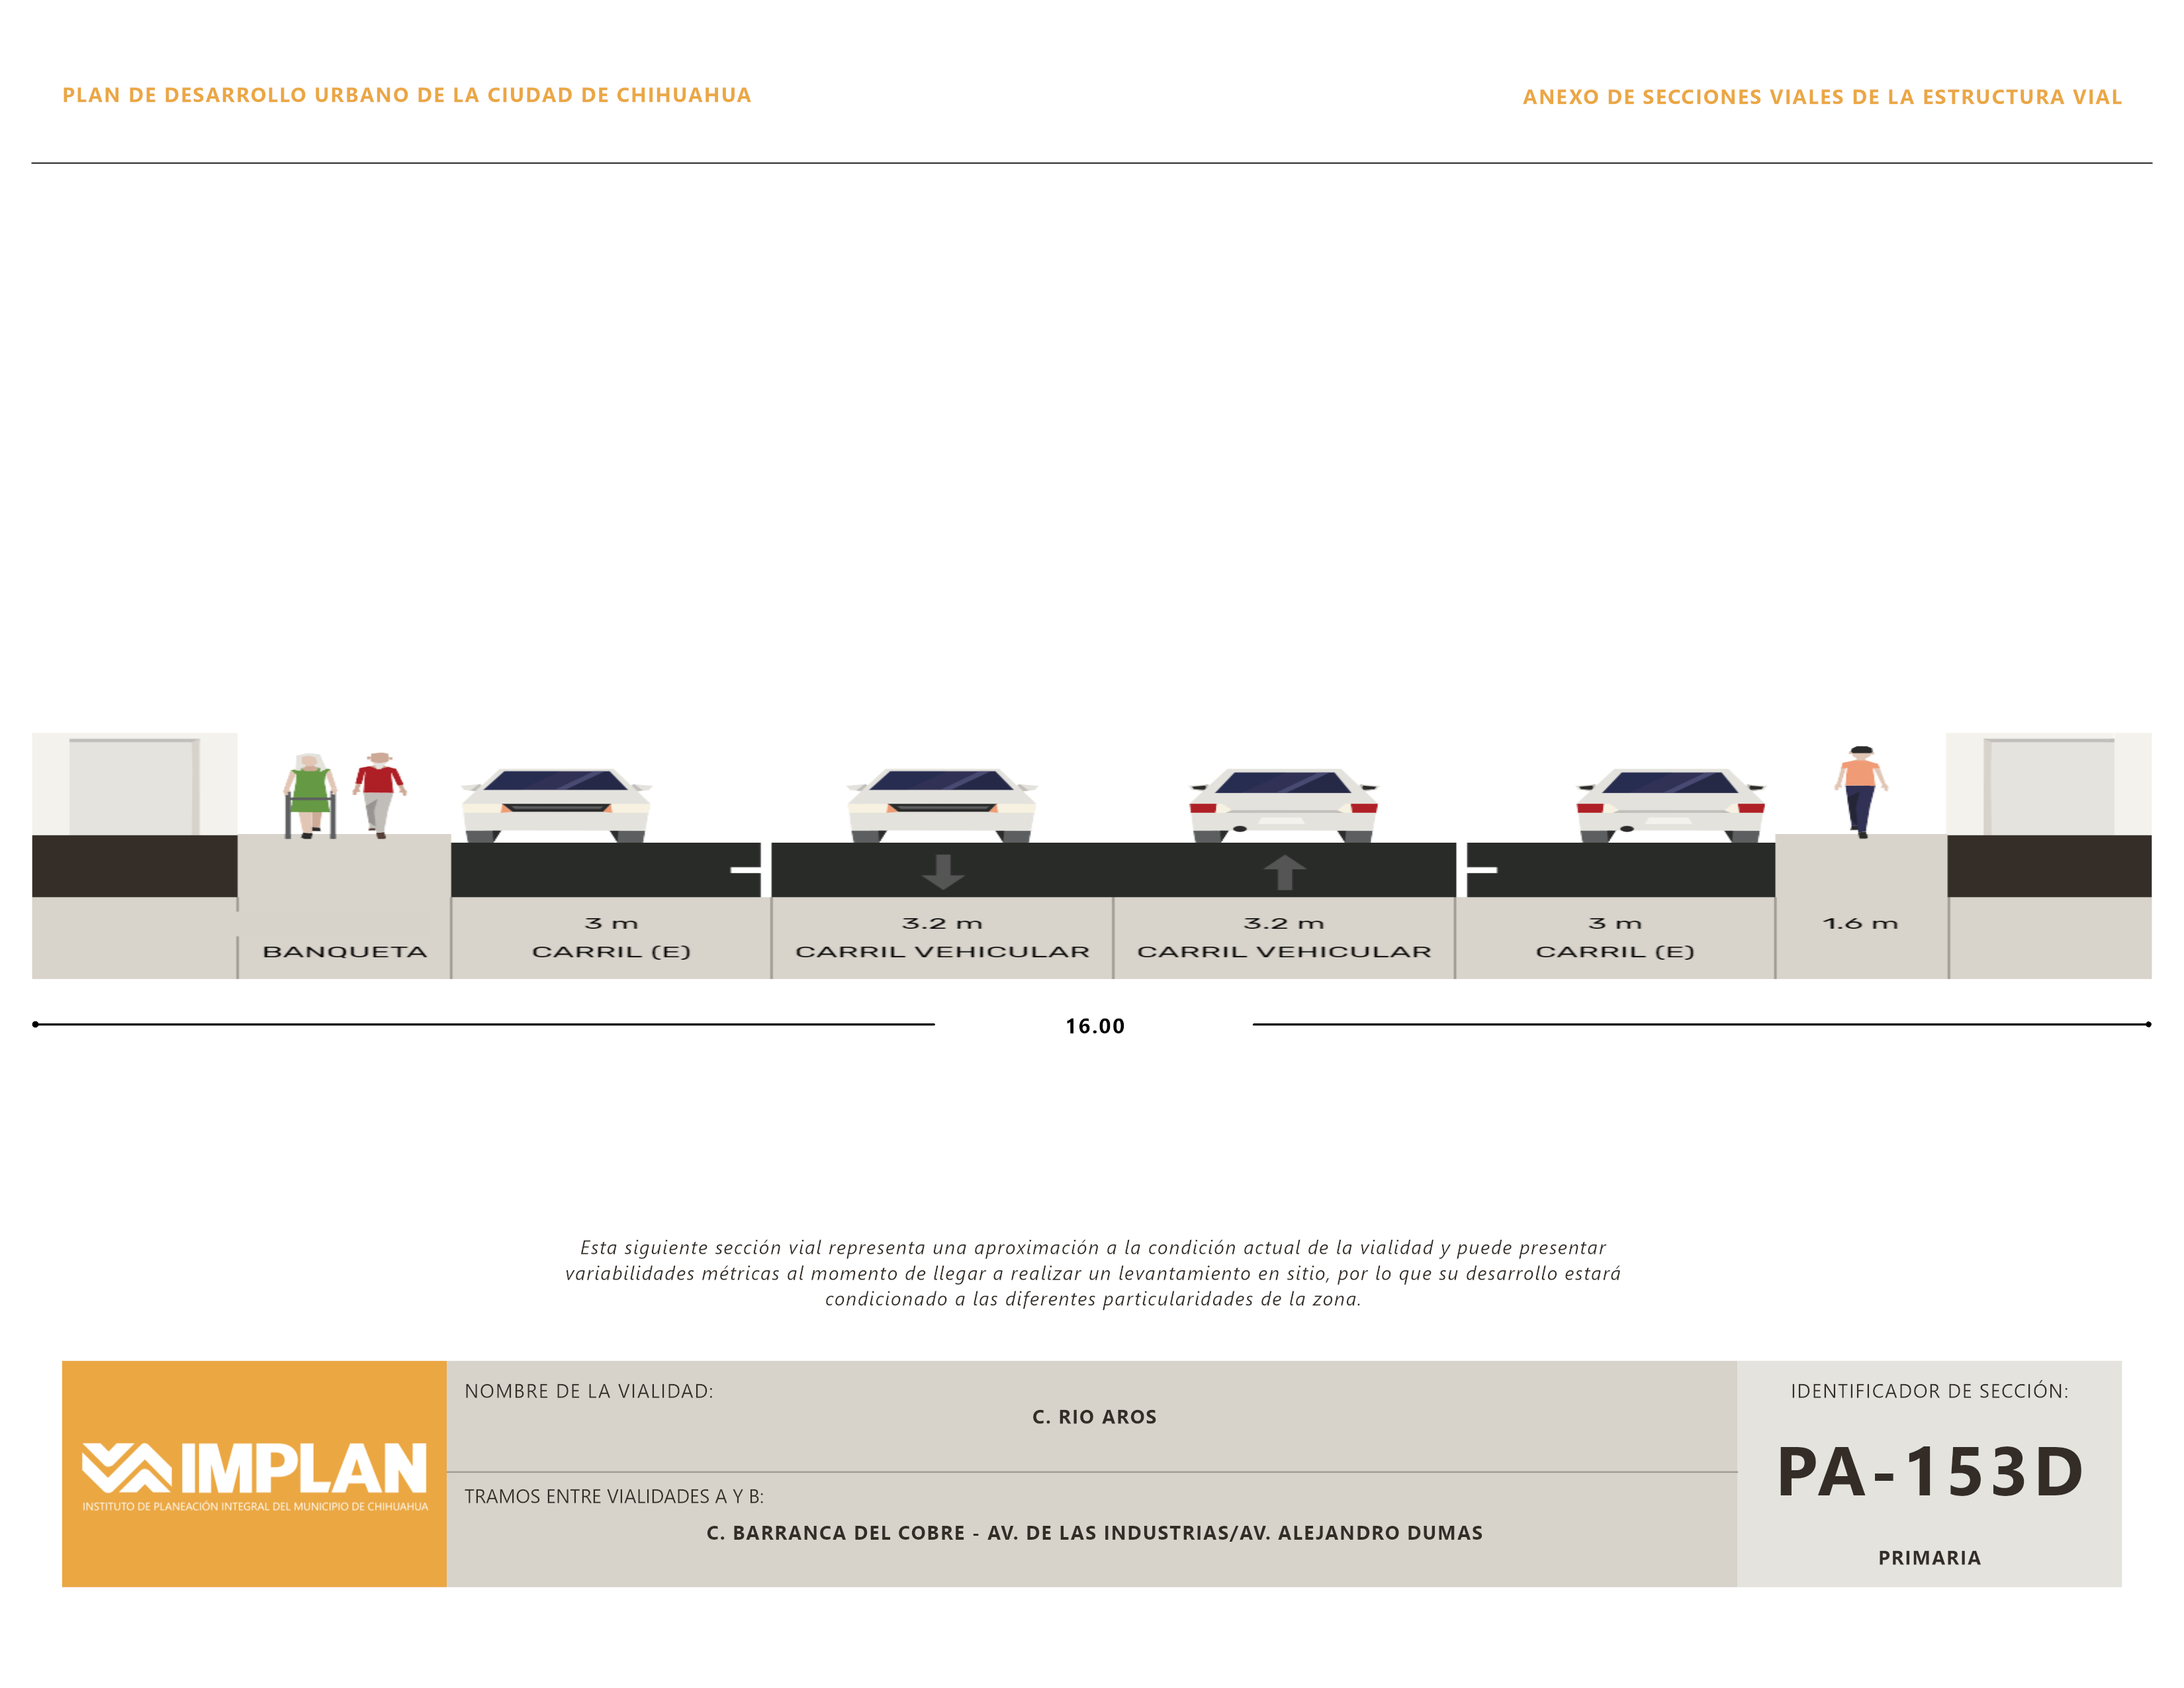 PLAN DE DESARROLLO URBANO DE LA CIUDAD DE CHIHUAHUA
ANEXO DE SECCIONES VIALES DE LA ESTRUCTURA VIAL
3 m
3.2 m
3.2 m
3 m
1.6 m
BANQUETA
CARRIL (E)
CARRIL VEHICULAR
CARRIL VEHICULAR
CARRIL (E)
16.00
Esta siguiente sección vial representa una aproximación a la condición actual de la vialidad y puede presentar
variabilidades métricas al momento de llegar a realizar un levantamiento en sitio, por lo que su desarrollo estará
condicionado a las diferentes particularidades de la zona.
IMPLAN
INSTITUTO DE PLANEACIÓN INTEGRAL DEL MUNICIPIO DE CHIHUAHUA
NOMBRE DE LA VIALIDAD:
C. RIO AROS
TRAMOS ENTRE VIALIDADES A Y B:
C. BARRANCA DEL COBRE - AV. DE LAS INDUSTRIAS/AV. ALEJANDRO DUMAS
IDENTIFICADOR DE SECCIÓN:
PA-153D
PRIMARIA